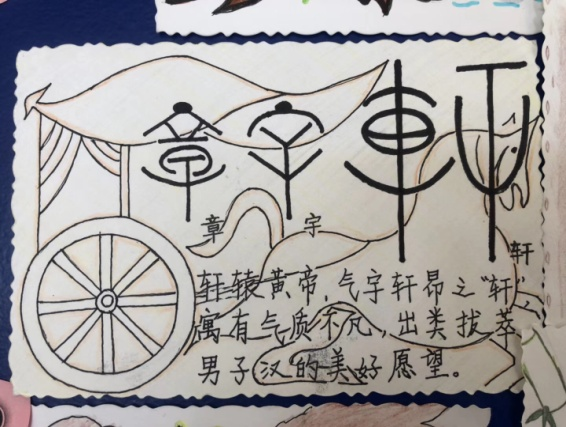 章宇軒
章 宇 轩
轩辕黄帝,气宇轩昂之“轩”,
寓有气质不凡,出类拔萃
男子汉的美好愿望。